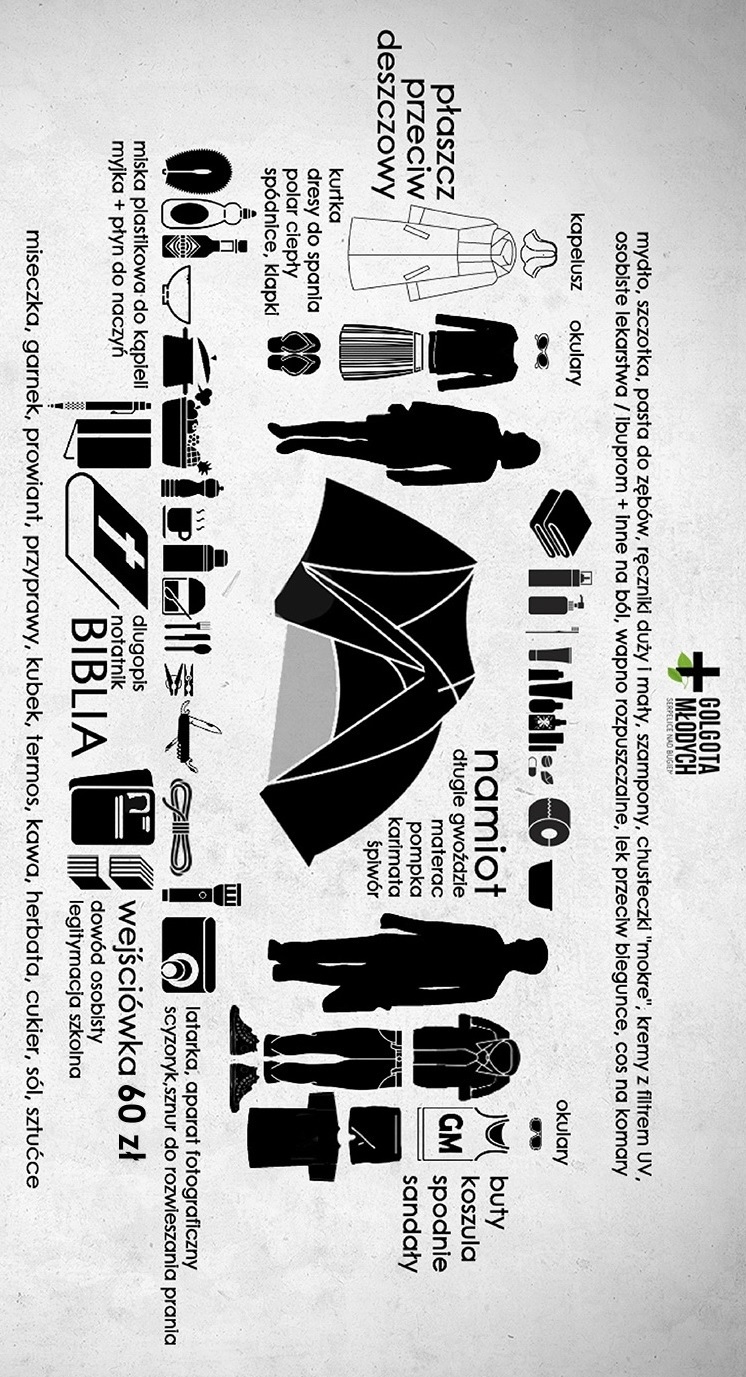 GOLGOTA
MŁODYCH
SERPELICE NAD BUGIEM
mydło, szczotka, pasta do zębów, ręczniki duży i mały, szampony, chusteczki "mokre", kremy z filtrem UV,
osobiste lekarstwa / ibuprom + inne na ból, wapno rozpuszczalne, lek przeciw biegunce, cos na komary
kapelusz
okulary
okulary
płaszcz
przeciw
deszczowy
namiot
długie gwoździe
materac
pompka
karimata
śpiwór
buty
koszula
spodnie
sandały
GM
kurtka
dresy do spania
polar ciepły
spódnice, klapki
miska plastikowa do kąpieli
myjka + płyn do naczyń
długopis
notatnik
BIBLIA
wejściówka 60 zł
dowód osobisty
legitymacja szkolna
latarka, aparat fotograficzny
scyzoryk,sznur do rozwieszania prania
miseczka, garnek, prowiant, przyprawy, kubek, termos, kawa, herbata, cukier, sól, sztućce